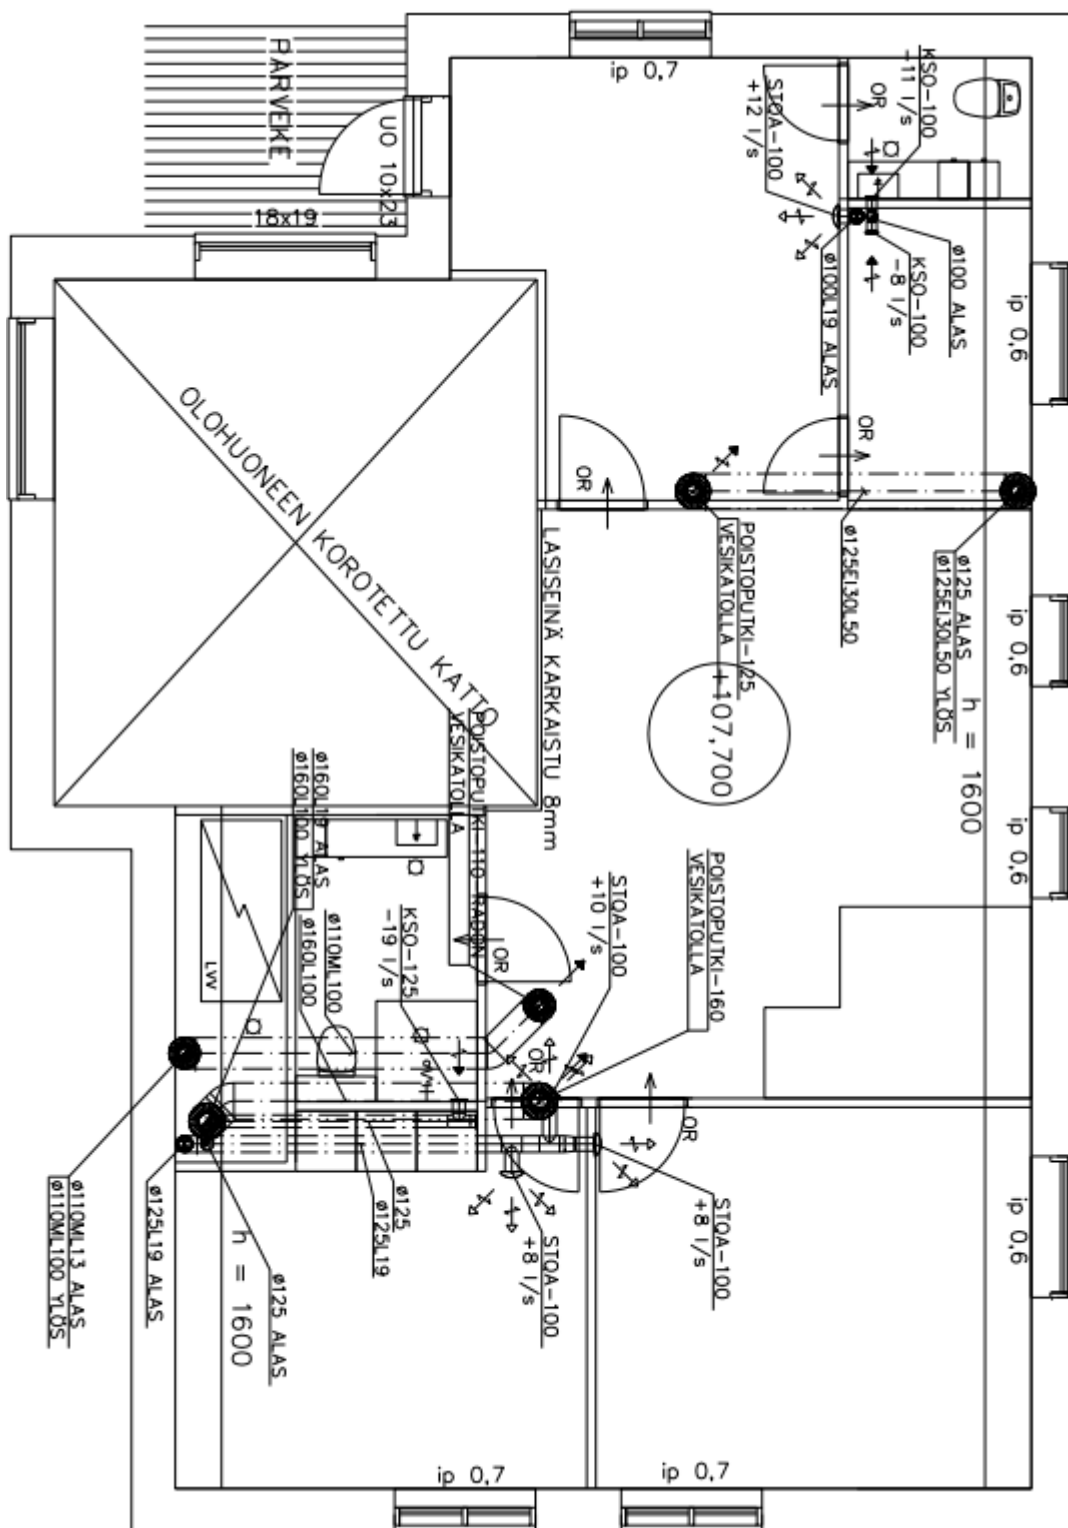 ip 0,7
KSO-100
-11 l/s
OR
STQA-100
+12 l/s
PARVEKE
UO 10x23
18x19
ø100 ALAS
KSO-100
-8 l/s
ø100L19 ALAS
ip 0,6
OR
OR
OLOHUONEEN KOROTETTU KATTO
LASISEINÄ KARKAISTU 8mm
POISTOPUTKI-125
VESIKATOLLA
+107,700
ø125EI30L50
ø125 ALAS
ø125EI30L50 YLÖS
h = 1600
ip 0,6
ip 0,6
POISTOPUTKI-110 RADON
VESIKATOLLA
ø160L19 ALAS
ø160L100 YLÖS
POISTOPUTKI-160
VESIKATOLLA
STQA-100
+10 l/s
KSO-125
-19 l/s
ø110ML100
ø160L100
LVV
OR
OR
OR
STQA-100
+8 l/s
STQA-100
+8 l/s
ø125
ø125L19
ø125 ALAS
h = 1600
ø125L19 ALAS
ø110ML13 ALAS
ø110ML100 YLÖS
ip 0,6
ip 0,7
ip 0,7